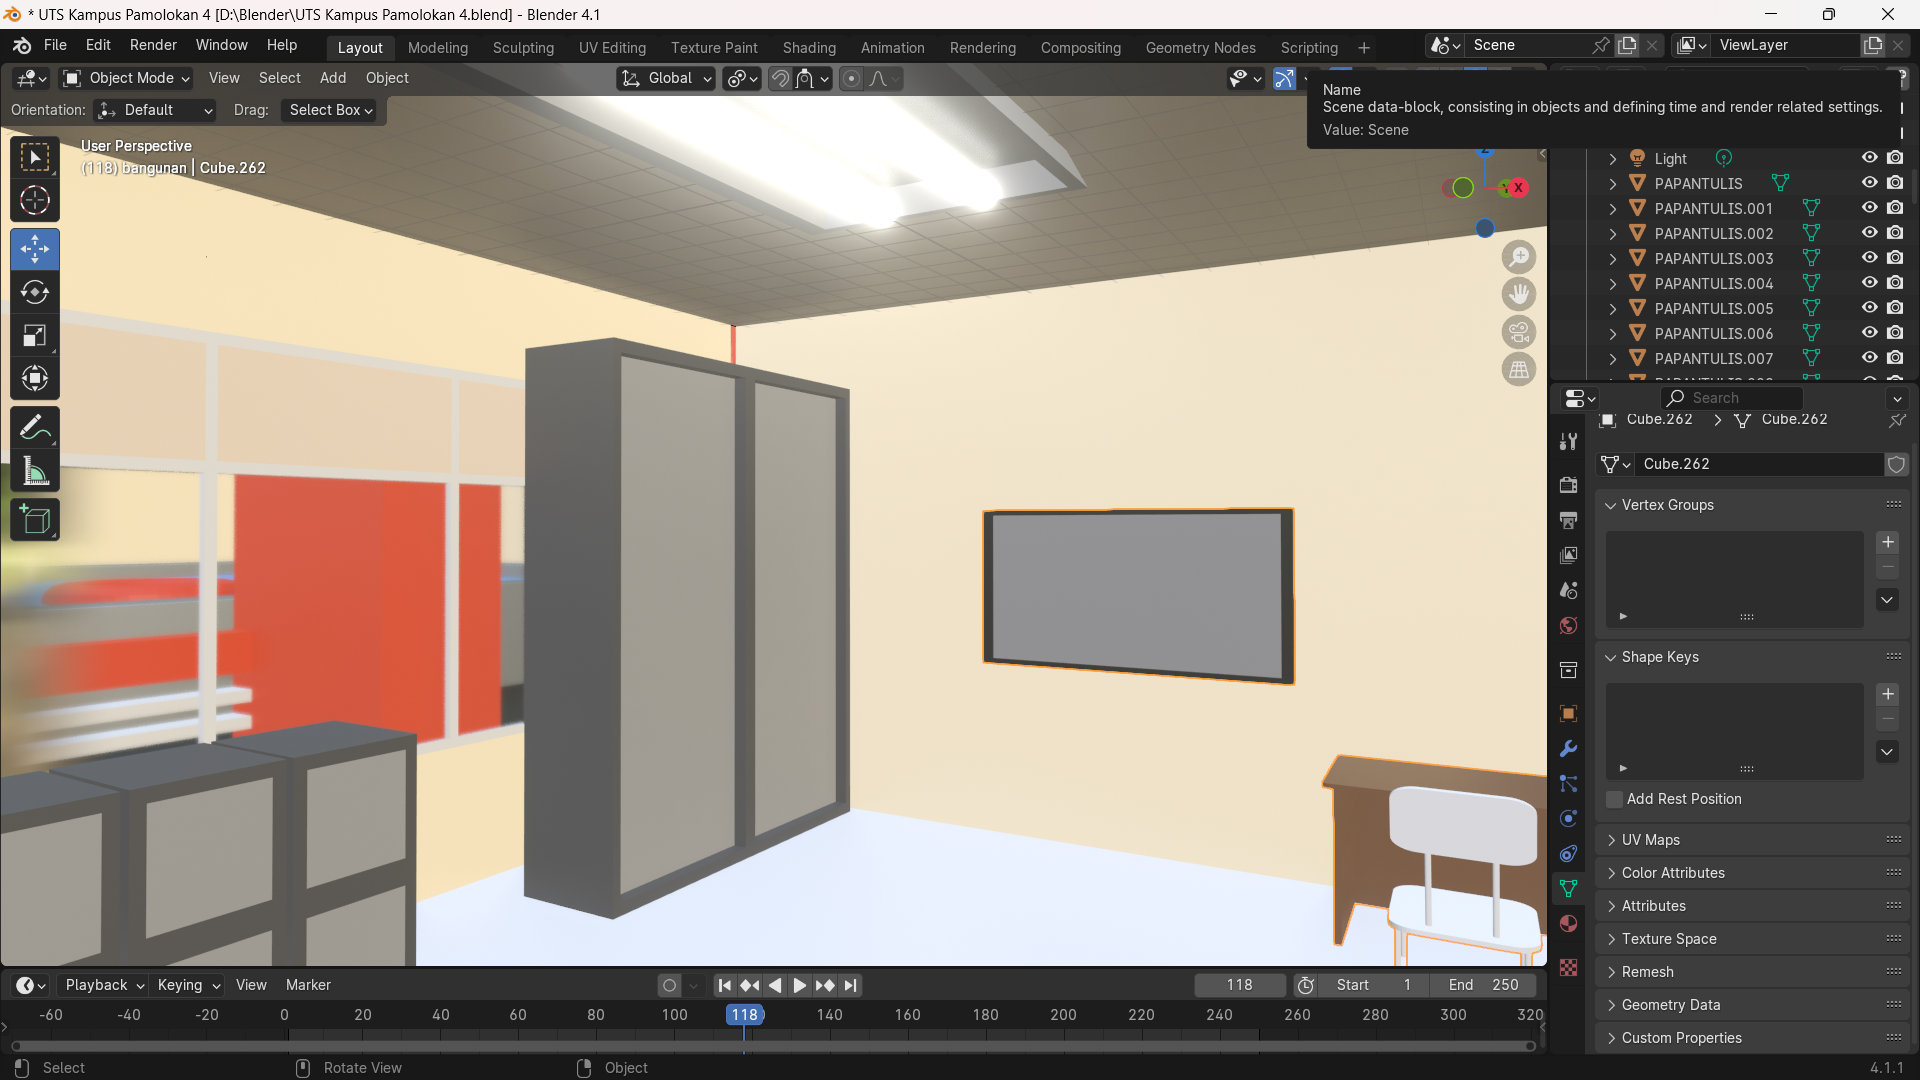 * UTS Kampus Pamolokan 4 [D:\Blender\UTS Kampus Pamolokan 4.blend] - Blender 4.1
File Edit Render Window Help Layout Modeling Sculpting UV Editing Texture Paint Shading Animation Rendering Compositing Geometry Nodes Scripting Scene ViewLayer
Object Mode View Select Add Object Global
Orientation: Default Drag: Select Box
Name
Scene data-block, consisting in objects and defining time and render related settings.
Value: Scene
User Perspective
(118) bangunan | Cube.262
Z
X
Light
PAPANTULIS
PAPANTULIS.001
PAPANTULIS.002
PAPANTULIS.003
PAPANTULIS.004
PAPANTULIS.005
PAPANTULIS.006
PAPANTULIS.007
Search
Cube.262 Cube.262
Cube.262
Vertex Groups
Shape Keys
Add Rest Position
UV Maps
Color Attributes
Attributes
Texture Space
Remesh
Geometry Data
Custom Properties
Playback Keying View Marker 118 Start 1 End 250
-60 -40 -20 0 20 40 60 80 100 118 140 160 180 200 220 240 260 280 300 320
Select Rotate View Object 4.1.1